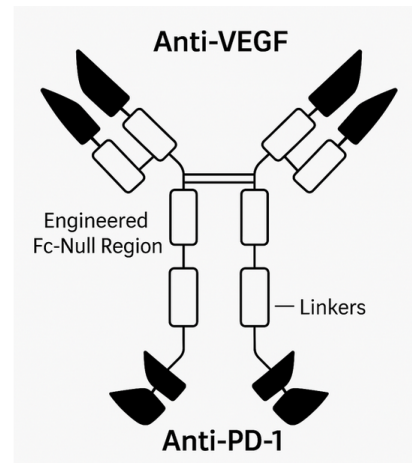 Anti-VEGF
Engineered
Fc-Null Region
Linkers
Anti-PD-1